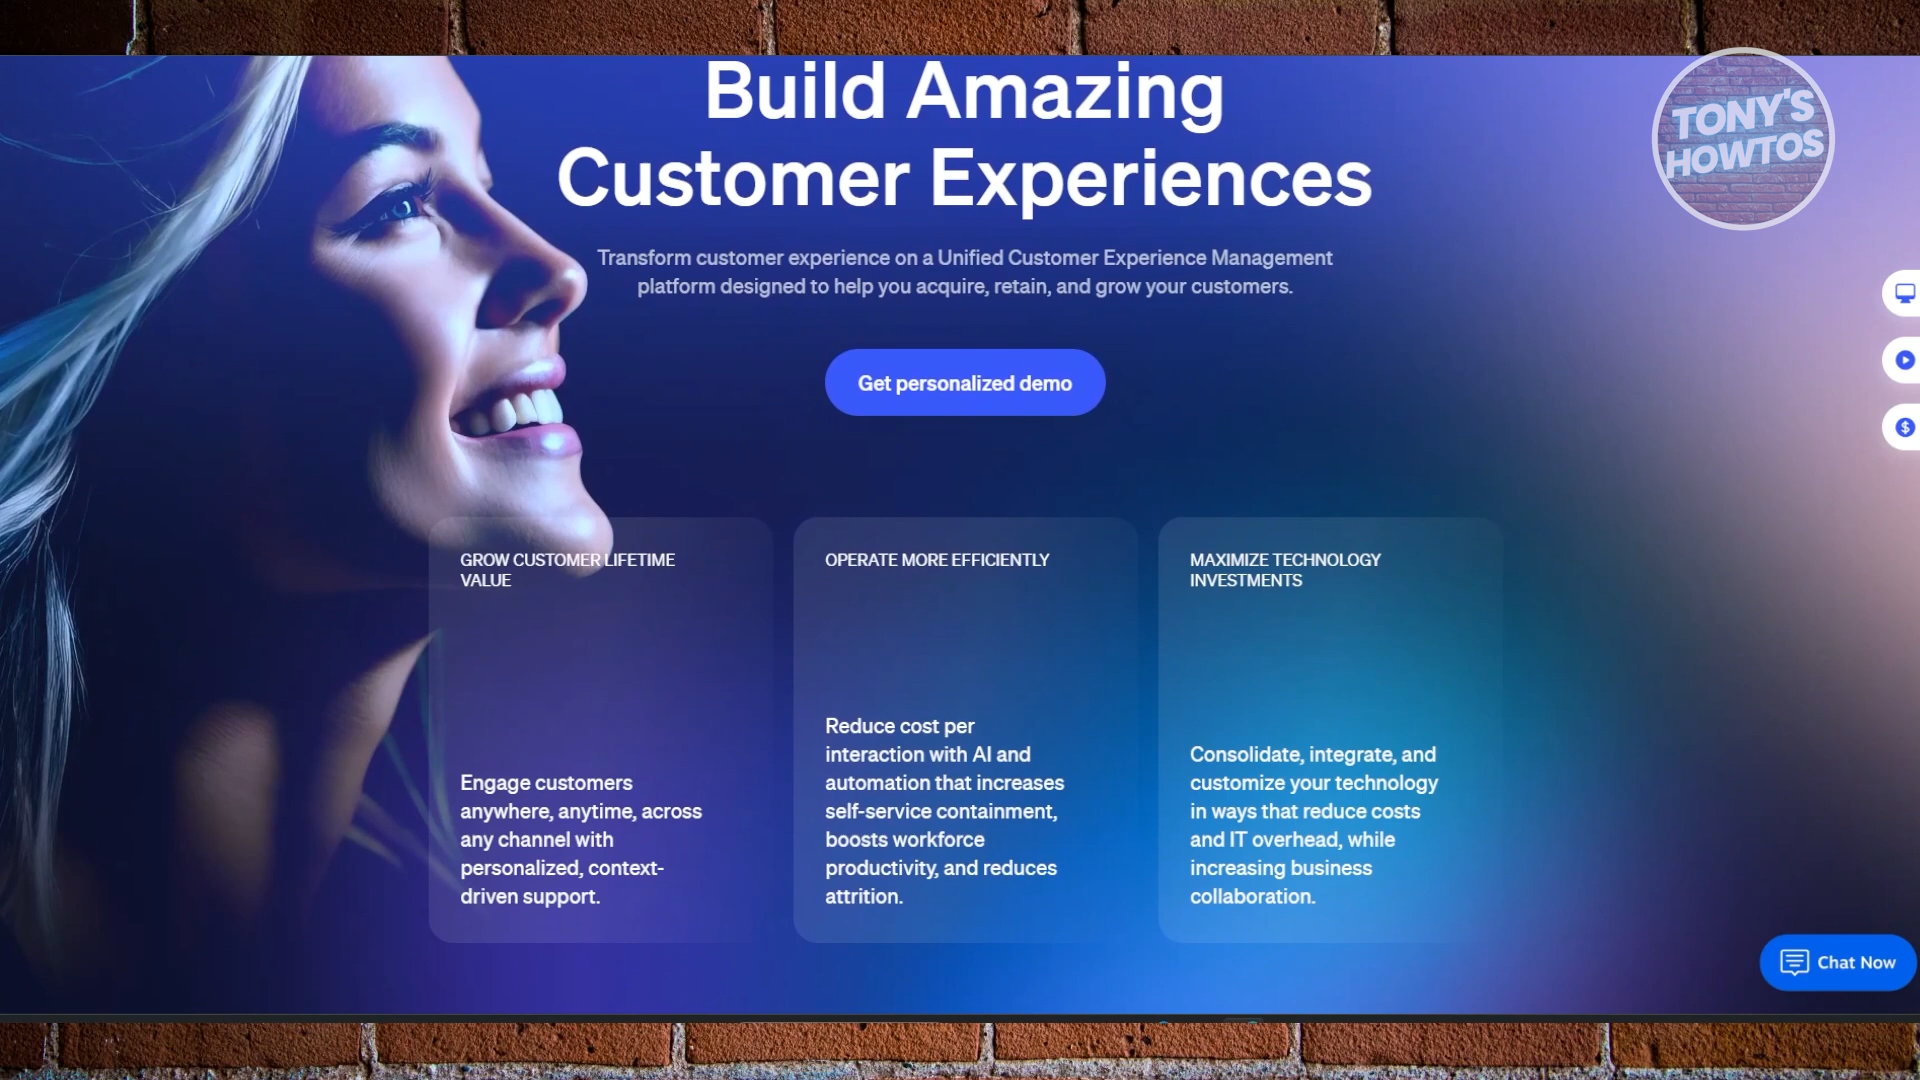 Build Amazing
Customer Experiences
TONY'S
HOWTOS
Transform customer experience on a Unified Customer Experience Management
platform designed to help you acquire, retain, and grow your customers.
Get personalized demo
GROW CUSTOMER LIFETIME
VALUE
Engage customers
anywhere, anytime, across
any channel with
personalized, context-
driven support.
OPERATE MORE EFFICIENTLY
Reduce cost per
interaction with AI and
automation that increases
self-service containment,
boosts workforce
productivity, and reduces
attrition.
MAXIMIZE TECHNOLOGY
INVESTMENTS
Consolidate, integrate, and
customize your technology
in ways that reduce costs
and IT overhead, while
increasing business
collaboration.
$
Chat Now